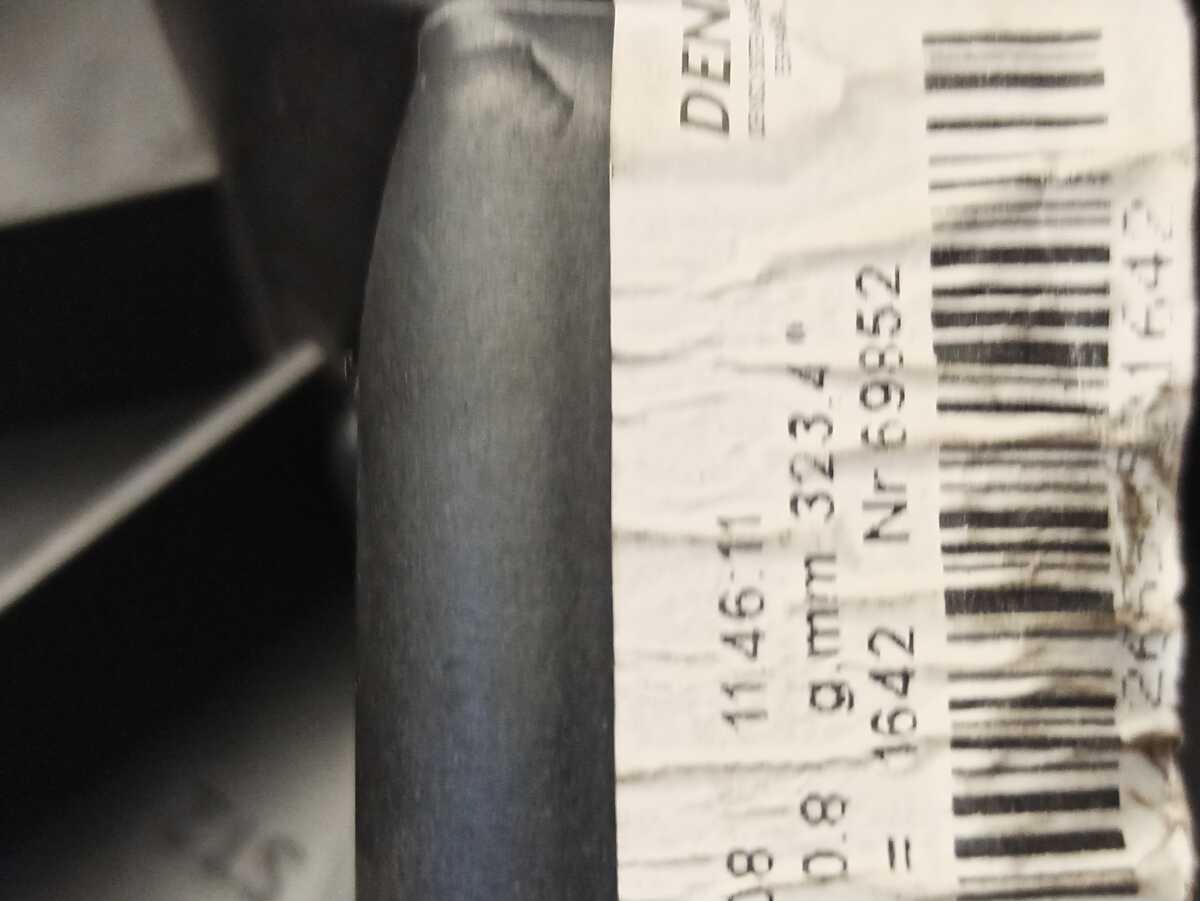 DEN
08 11:46:11
0.8 g.mm 323.4°
= 1642 Nr 69852
1642